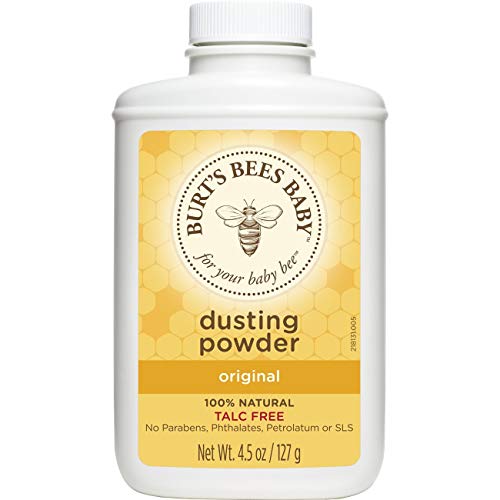 BURT'S BEES BABY
for your baby bee™
dusting
powder
original
100% NATURAL
TALC FREE
No Parabens, Phthalates, Petrolatum or SLS
Net Wt. 4.5 oz / 127 g